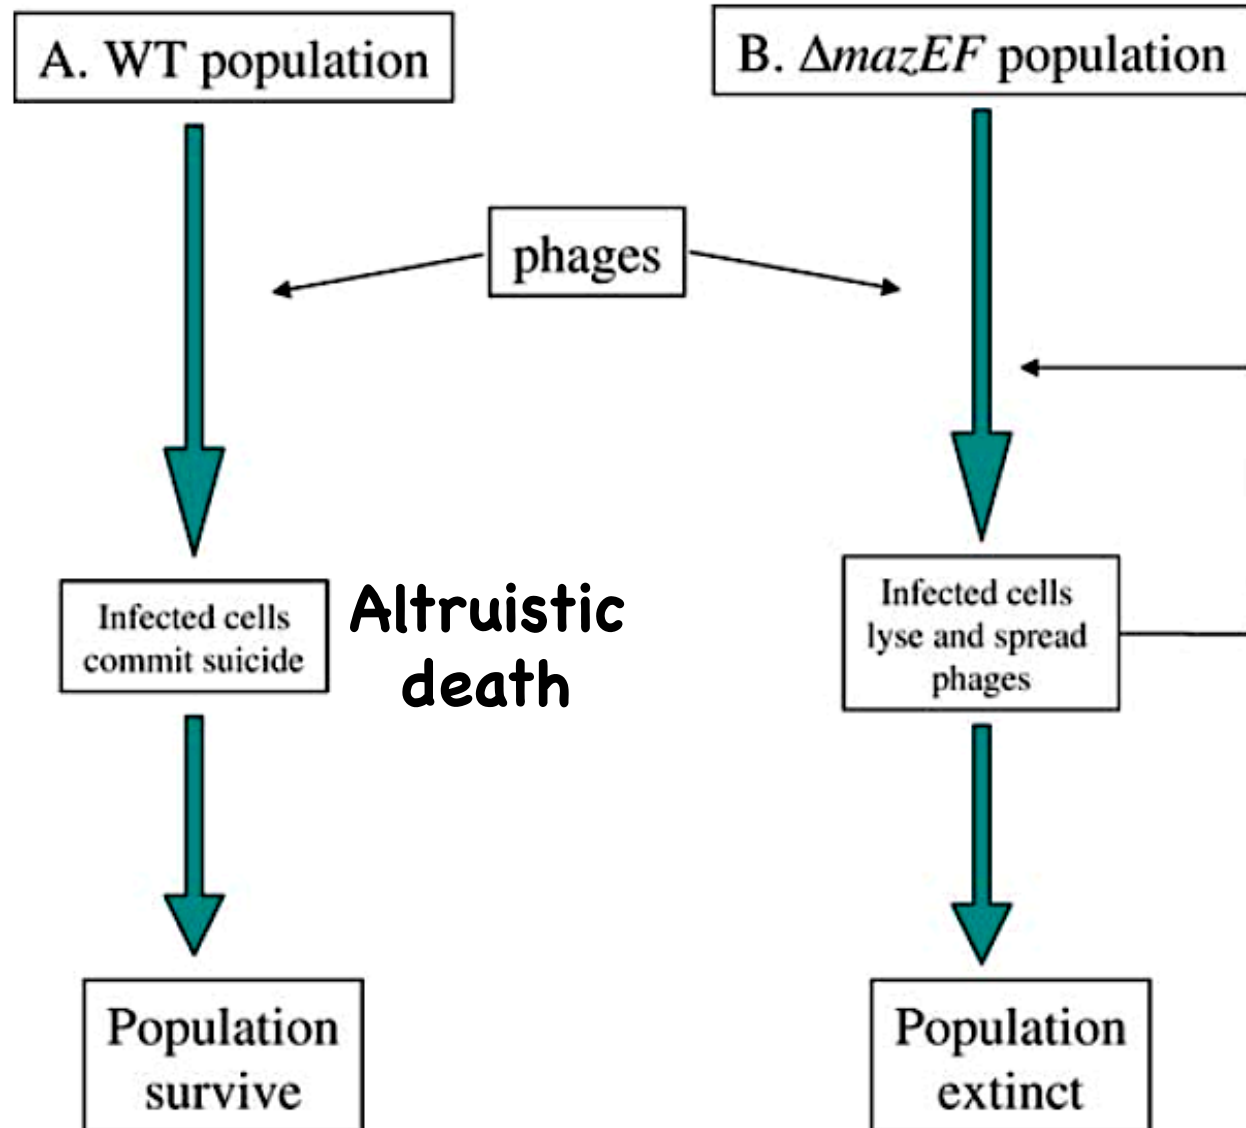 A. WT population
B. ΔmazEF population
phages
Infected cells
commit suicide
Altruistic
death
Infected cells
lyse and spread
phages
Population
survive
Population
extinct